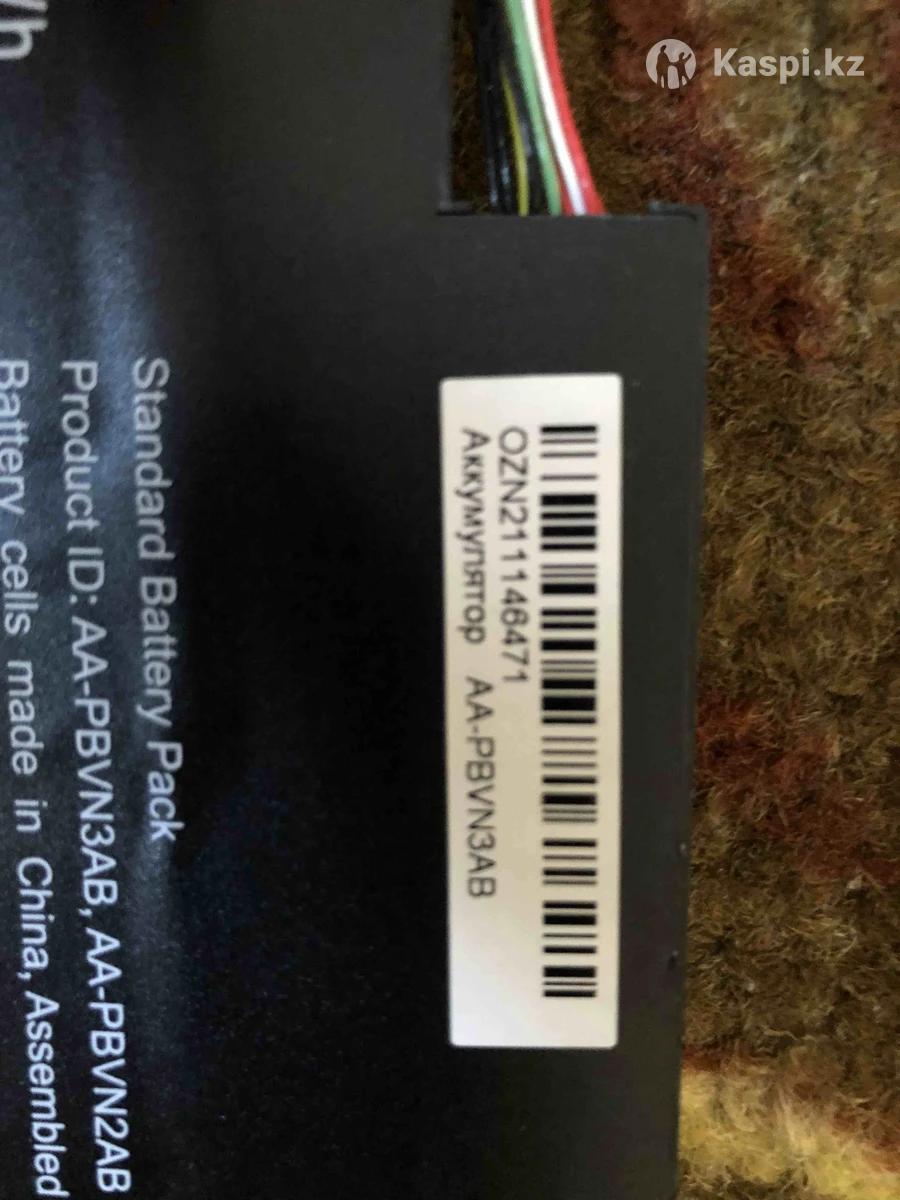 Kaspi.kz
/h
Standard Battery Pack
Product ID: AA-PBVN3AB, AA-PBVN2AB
Battery cells made in China, Assembled
OZN211146471
Аккумулятор AA-PBVN3AB